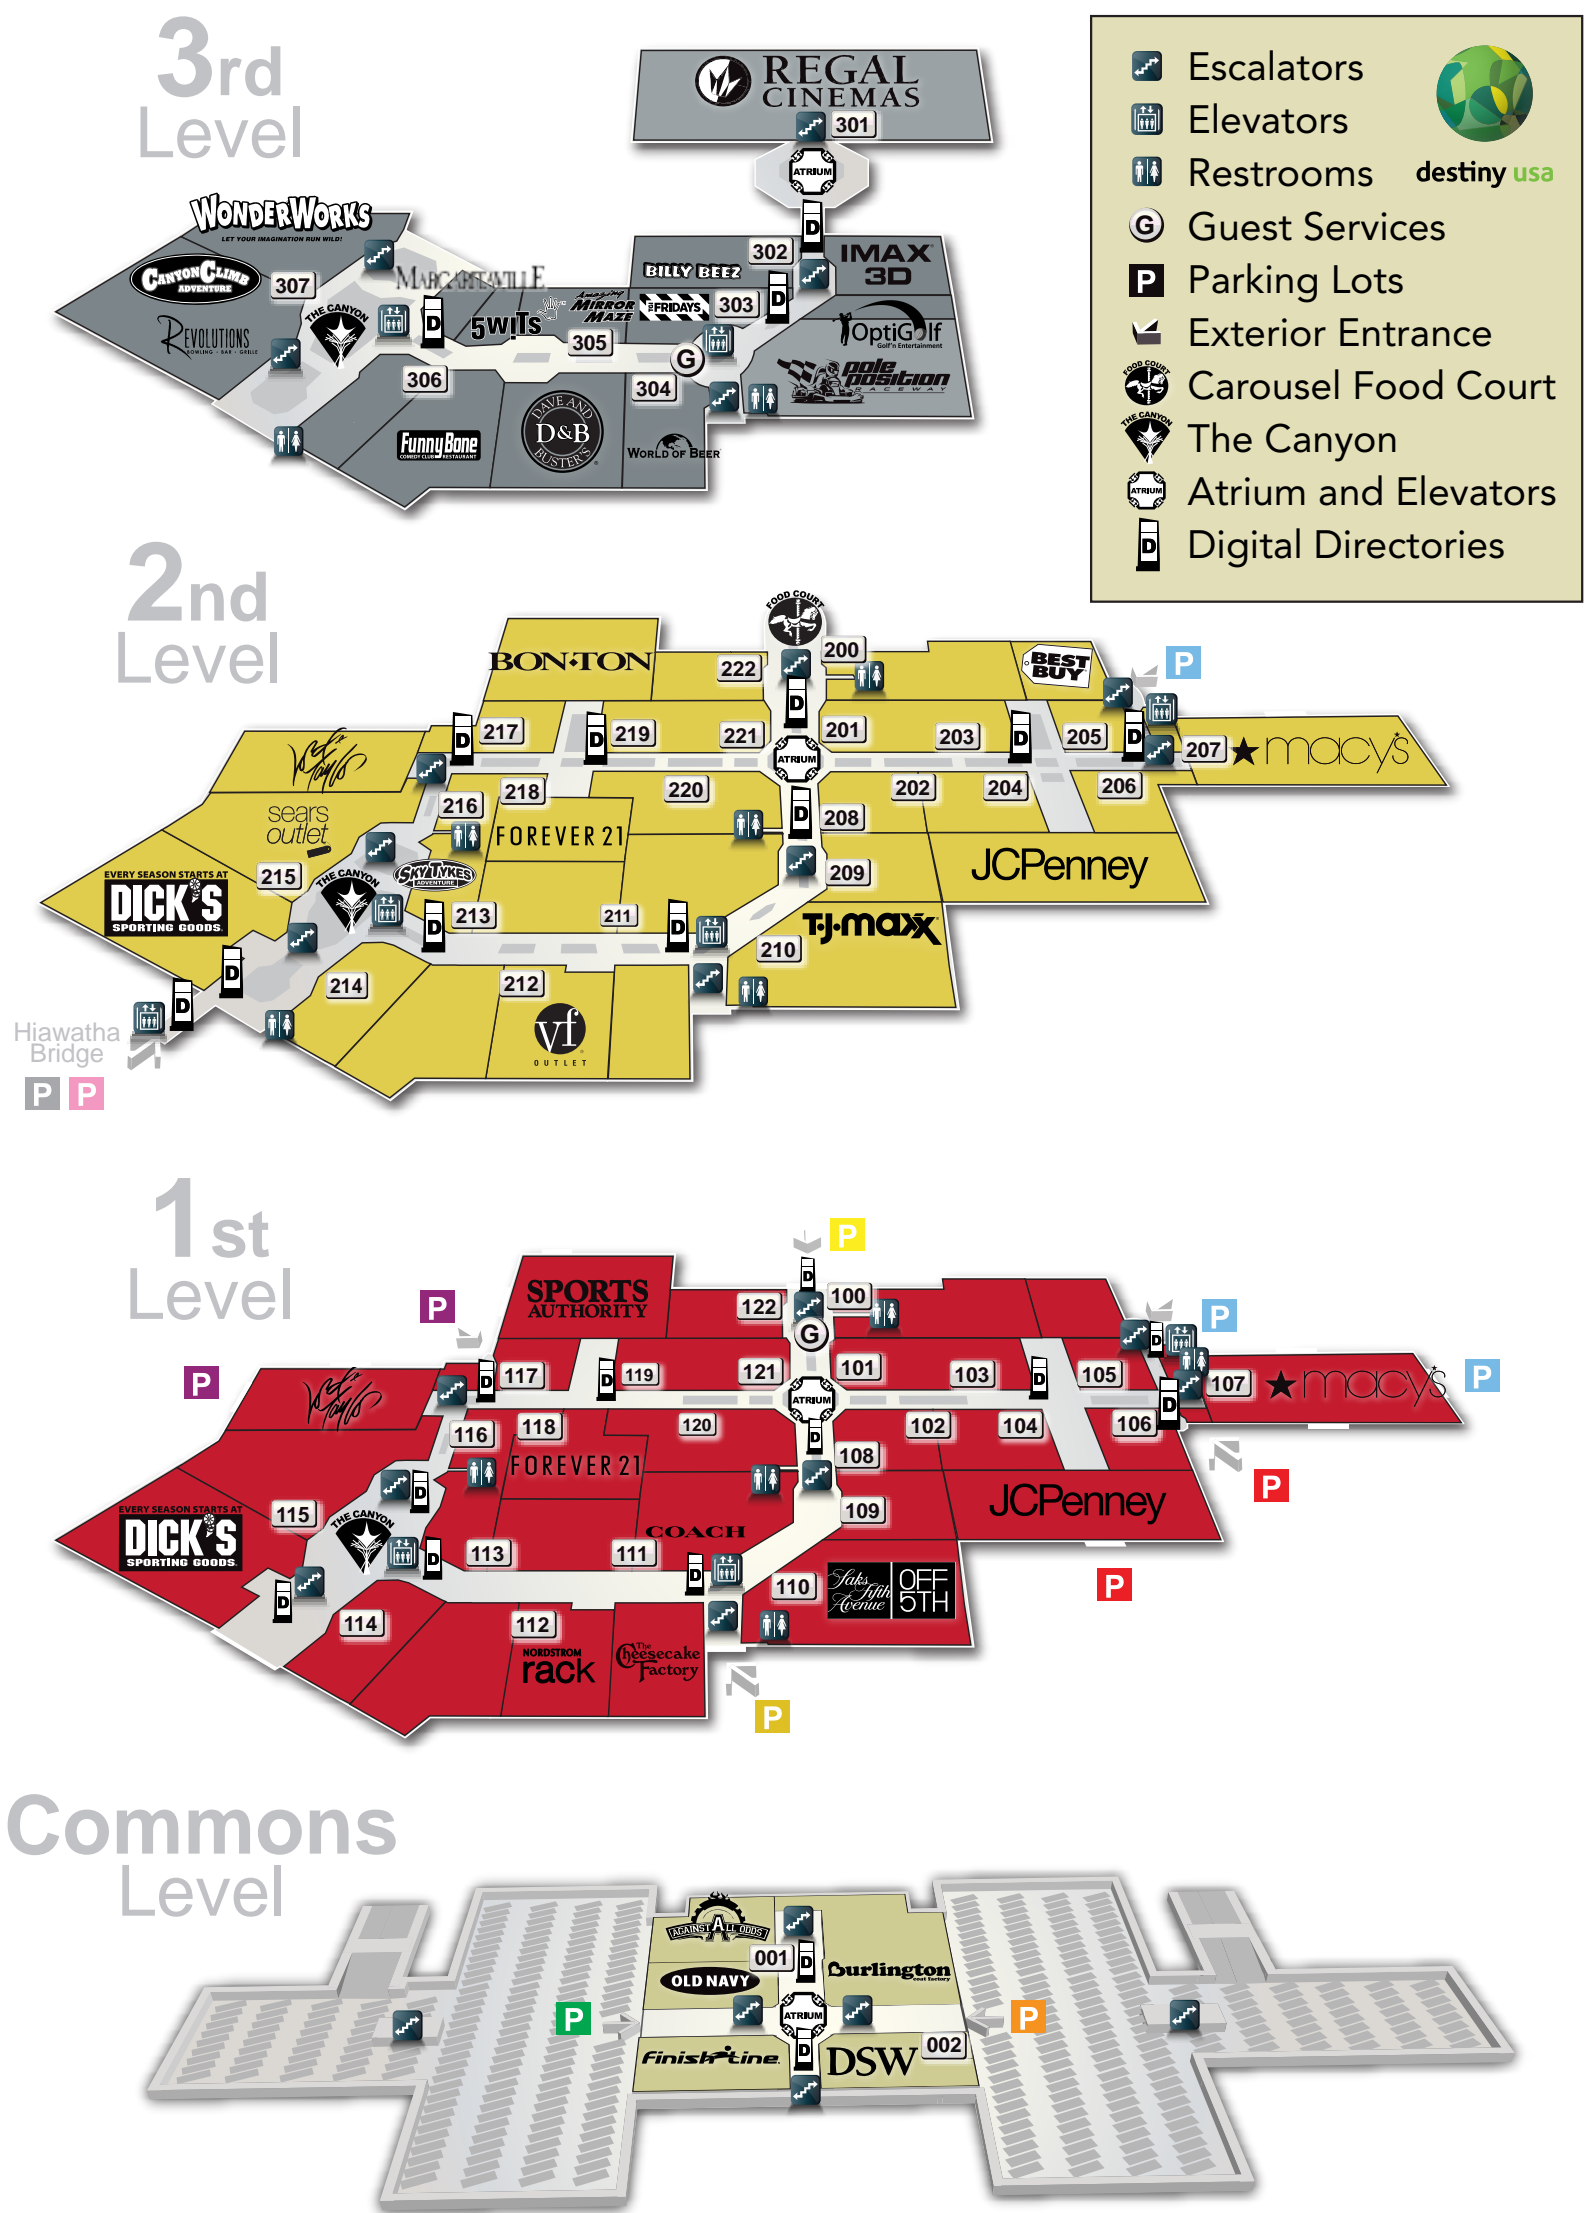 3rd
Level
REGAL
CINEMAS
301
ATRIUM
D
WONDERWORKS
LET YOUR IMAGINATION RUN WILD!
CANYON CLIMB
ADVENTURE
307
MARGARITAVILLE
REVOLUTIONS
BOWLING • BAR • GRILLE
THE CANYON
D
5WiTS
AMAZING
MIRROR
MAZE
BILLY BEEZ
302
IMAX
3D
FRIDAYS
303
D
OptiGolf
Golf'n Entertainment
305
G
306
304
pole
position
RACEWAY
FunnyBone
COMEDY CLUB RESTAURANT
DAVE AND
D&B
BUSTER'S
WORLD OF BEER
Escalators
Elevators
Restrooms
G Guest Services
P Parking Lots
Exterior Entrance
FOOD COURT
Carousel Food Court
THE CANYON
The Canyon
ATRIUM
Atrium and Elevators
D Digital Directories
destiny usa
2nd
Level
FOOD COURT
BON•TON
222
200
BEST
BUY
P
217
219
221
201
203
205
D
D
D
D
D
207
macy's
Lord & Taylor
ATRIUM
216
218
220
202
204
206
sears
outlet
FOREVER 21
D
208
JCPenney
215
THE CANYON
SKY TYKES
ADVENTURE
209
EVERY SEASON STARTS AT
DICK'S
SPORTING GOODS
213
211
D
D
T•J•maxx
210
D
D
214
212
vf
OUTLET
Hiawatha
Bridge
P P
1st
Level
P
D
SPORTS
AUTHORITY
122
100
G
P
P
P
Lord & Taylor
117
119
121
101
103
105
D
D
D
D
D
107
macy's
P
ATRIUM
116
118
120
102
104
106
FOREVER 21
D
108
P
JCPenney
115
THE CANYON
D
109
EVERY SEASON STARTS AT
DICK'S
SPORTING GOODS
COACH
113
111
D
D
110
Saks
Fifth
Avenue
OFF
5TH
P
D
114
112
NORDSTROM
rack
The
Cheesecake
Factory
P
Commons
Level
AGAINST ALL ODDS
001
D
Burlington
coat factory
OLD NAVY
P
ATRIUM
P
Finish Line
D
DSW
002